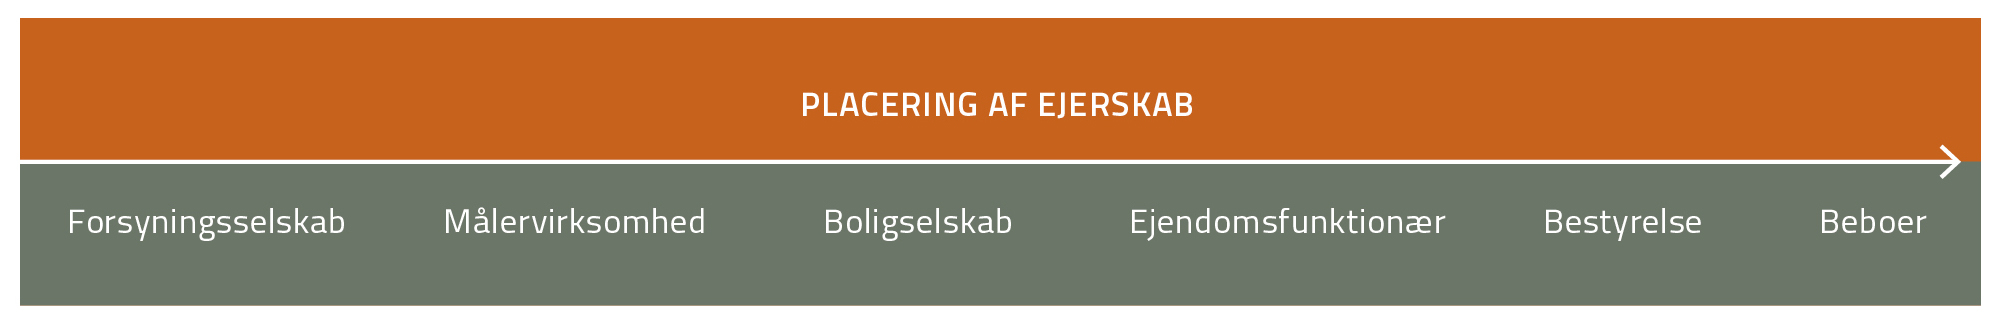 PLACERING AF EJERSKAB
Forsyningsselskab Målervirksomhed Boligselskab Ejendomsfunktionær Bestyrelse Beboer